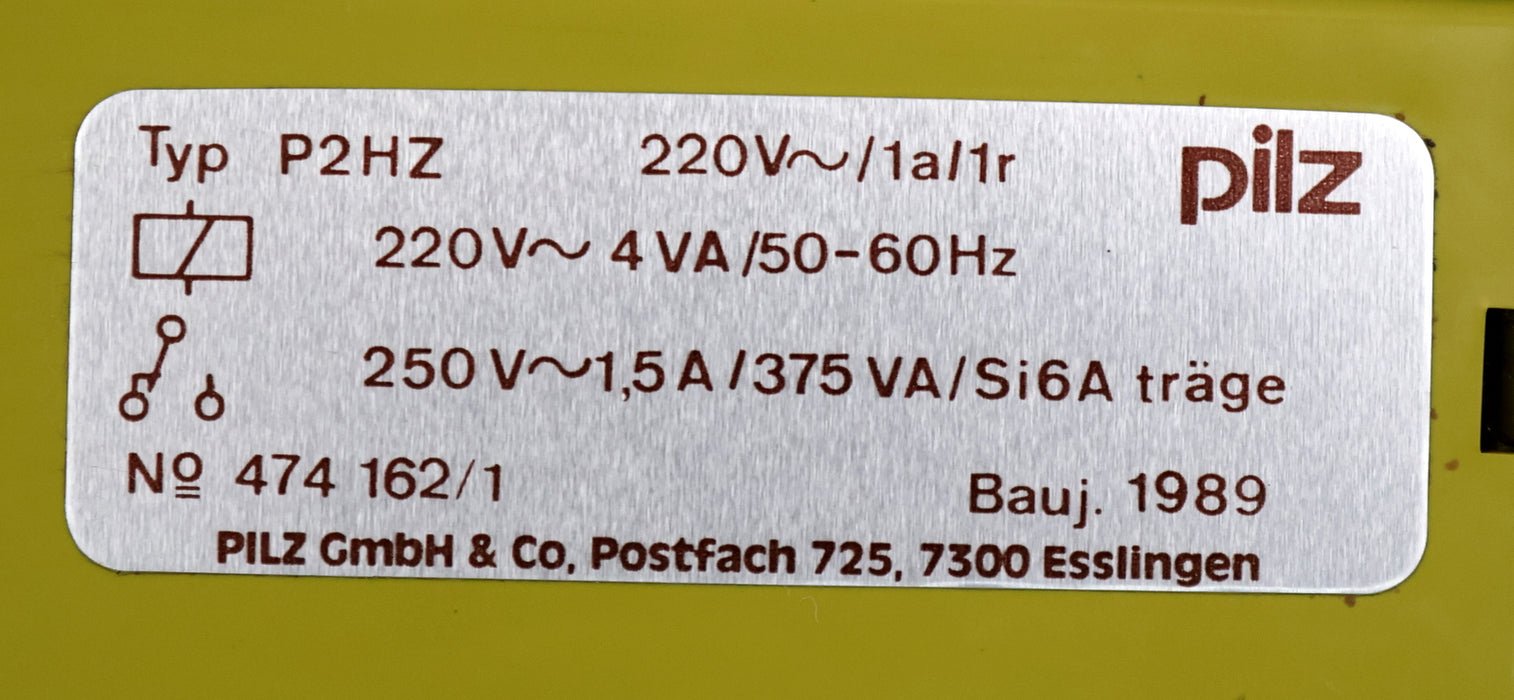 Typ P2HZ 220V~/1a/1r pilz
220V~ 4VA/50-60Hz
250V~1,5A/375VA/Si6A träge
Nº 474 162/1 Bauj. 1989
PILZ GmbH & Co, Postfach 725, 7300 Esslingen